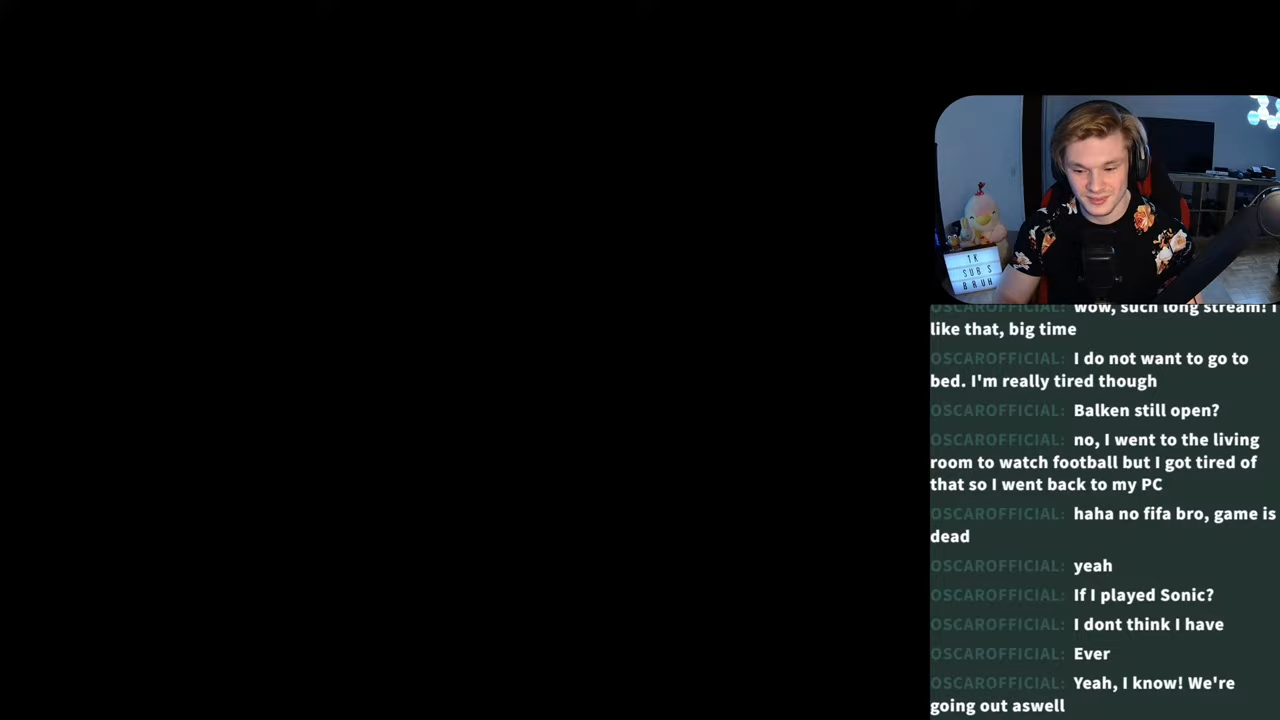 1K
SUBS
BRUH
OSCAROFFICIAL: wow, such long stream! I
like that, big time
OSCAROFFICIAL: I do not want to go to
bed. I'm really tired though
OSCAROFFICIAL: Balken still open?
OSCAROFFICIAL: no, I went to the living
room to watch football but I got tired of
that so I went back to my PC
OSCAROFFICIAL: haha no fifa bro, game is
dead
OSCAROFFICIAL: yeah
OSCAROFFICIAL: If I played Sonic?
OSCAROFFICIAL: I dont think I have
OSCAROFFICIAL: Ever
OSCAROFFICIAL: Yeah, I know! We're
going out aswell